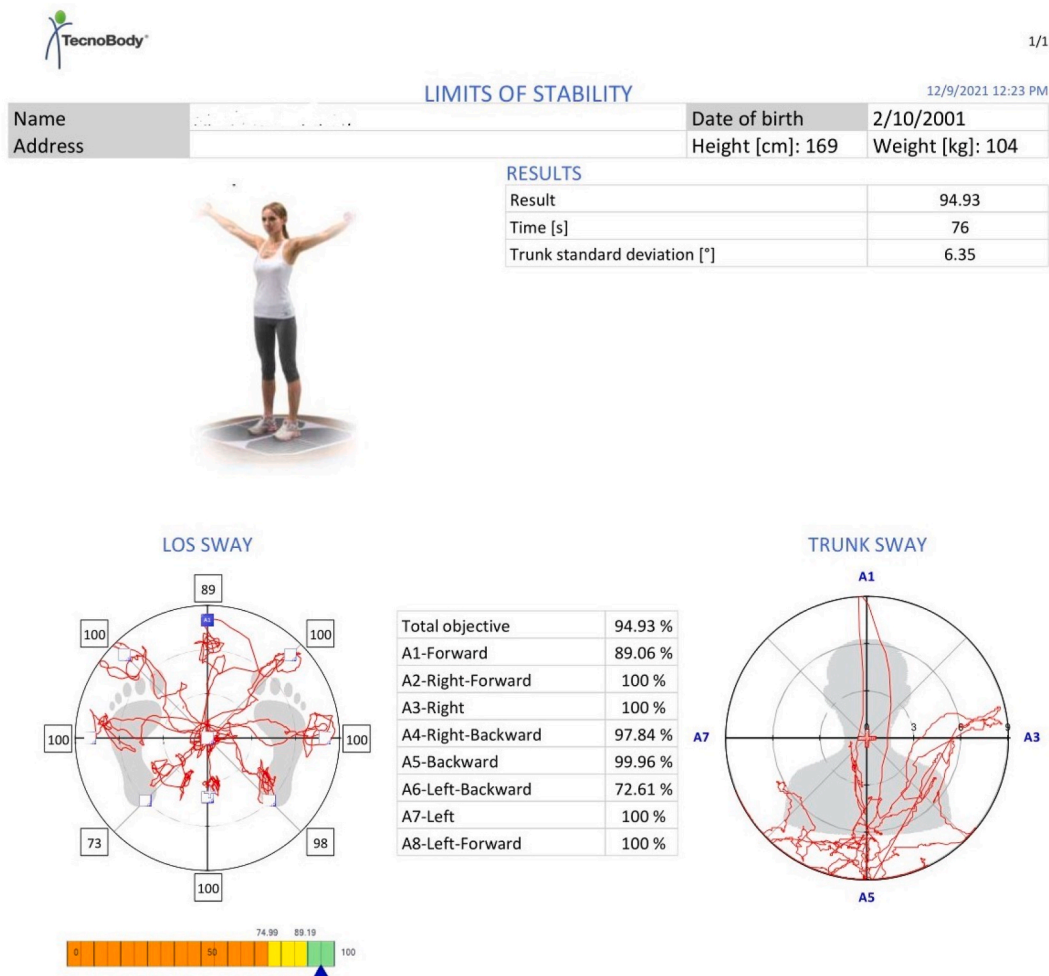 TecnoBody®
1/1
LIMITS OF STABILITY
12/9/2021 12:23 PM
Name Date of birth 2/10/2001
Address Height [cm]: 169 Weight [kg]: 104
RESULTS
Result 94.93
Time [s] 76
Trunk standard deviation [°] 6.35
LOS SWAY
89
100 100
A1
100 100
73 98
100
Total objective 94.93 %
A1-Forward 89.06 %
A2-Right-Forward 100 %
A3-Right 100 %
A4-Right-Backward 97.84 %
A5-Backward 99.96 %
A6-Left-Backward 72.61 %
A7-Left 100 %
A8-Left-Forward 100 %
TRUNK SWAY
A1
A7 0 3 6 9 A3
A5
74.99 89.19
0 50 100